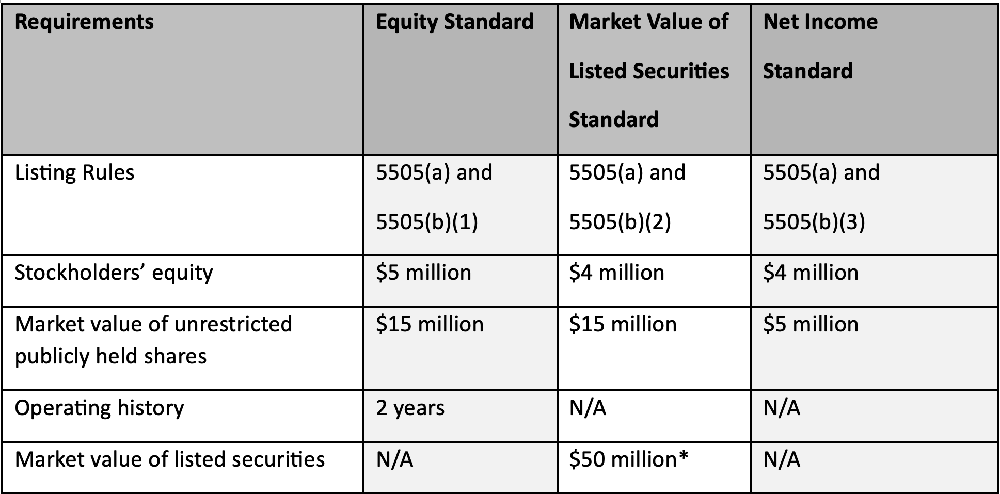 Requirements
Equity Standard
Market Value of
Listed Securities
Standard
Net Income
Standard
Listing Rules
5505(a) and
5505(b)(1)
5505(a) and
5505(b)(2)
5505(a) and
5505(b)(3)
Stockholders’ equity
$5 million
$4 million
$4 million
Market value of unrestricted
publicly held shares
$15 million
$15 million
$5 million
Operating history
2 years
N/A
N/A
Market value of listed securities
N/A
$50 million*
N/A